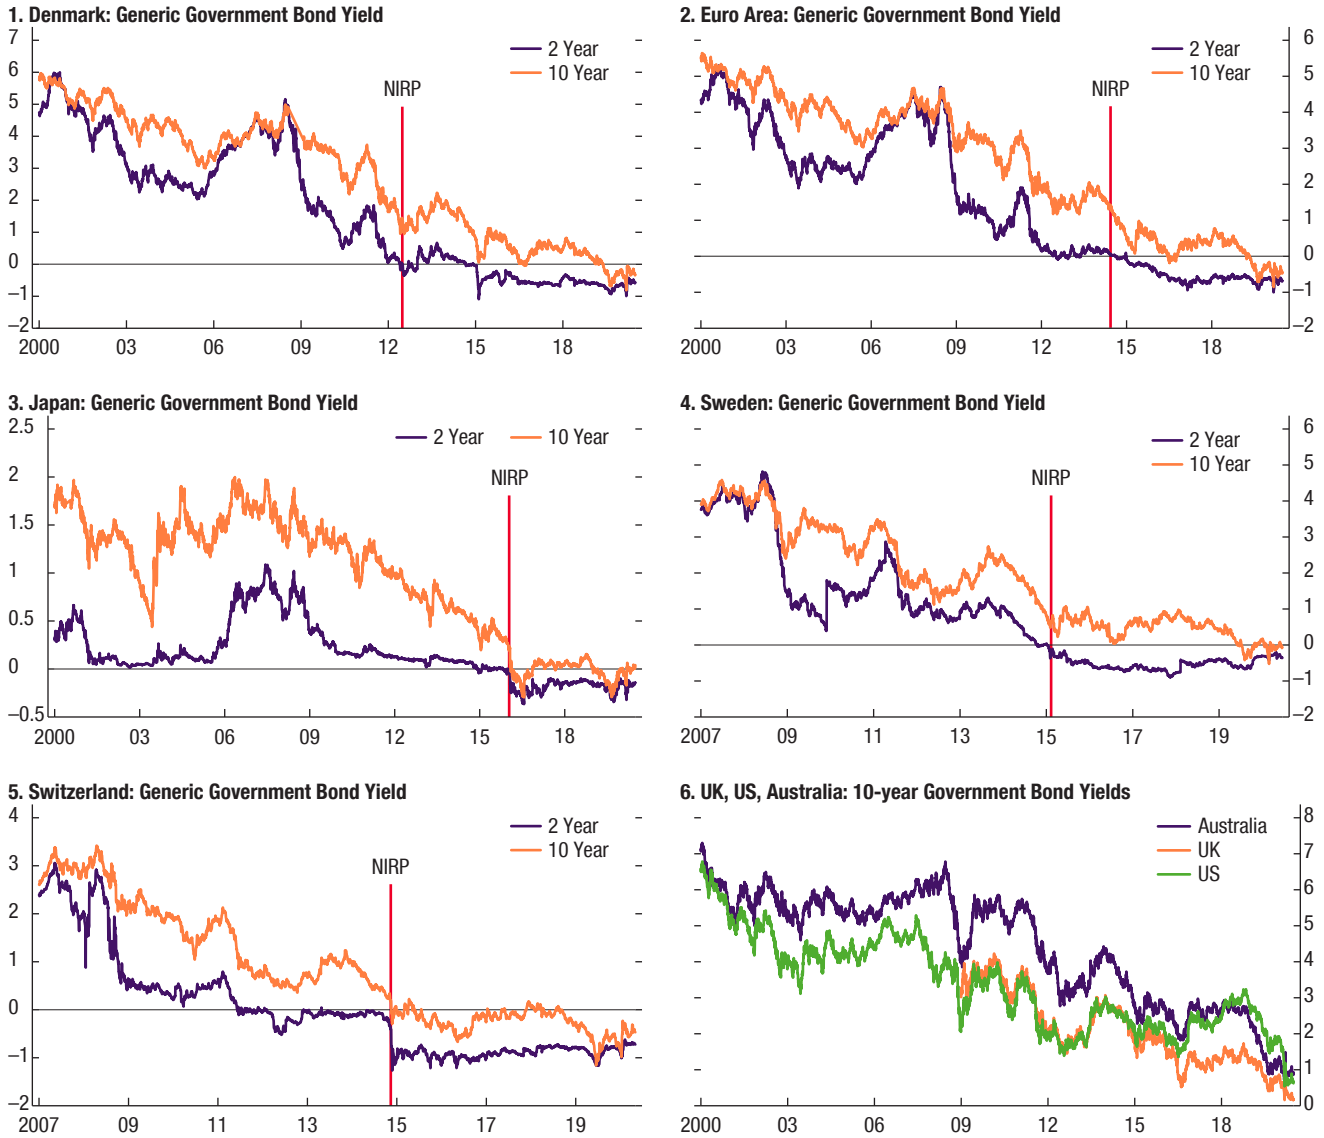 1. Denmark: Generic Government Bond Yield
7
6
5
4
3
2
1
0
–1
–2
2 Year
10 Year
NIRP
2000 03 06 09 12 15 18
2. Euro Area: Generic Government Bond Yield
2 Year
10 Year
NIRP
6
5
4
3
2
1
0
–1
–2
2000 03 06 09 12 15 18
3. Japan: Generic Government Bond Yield
2.5
2
1.5
1
0.5
0
–0.5
2 Year 10 Year
NIRP
2000 03 06 09 12 15 18
4. Sweden: Generic Government Bond Yield
2 Year
10 Year
NIRP
6
5
4
3
2
1
0
–1
–2
2007 09 11 13 15 17 19
5. Switzerland: Generic Government Bond Yield
4
3
2
1
0
–1
–2
2 Year
10 Year
NIRP
2007 09 11 13 15 17 19
6. UK, US, Australia: 10-year Government Bond Yields
Australia
UK
US
8
7
6
5
4
3
2
1
0
2000 03 06 09 12 15 18